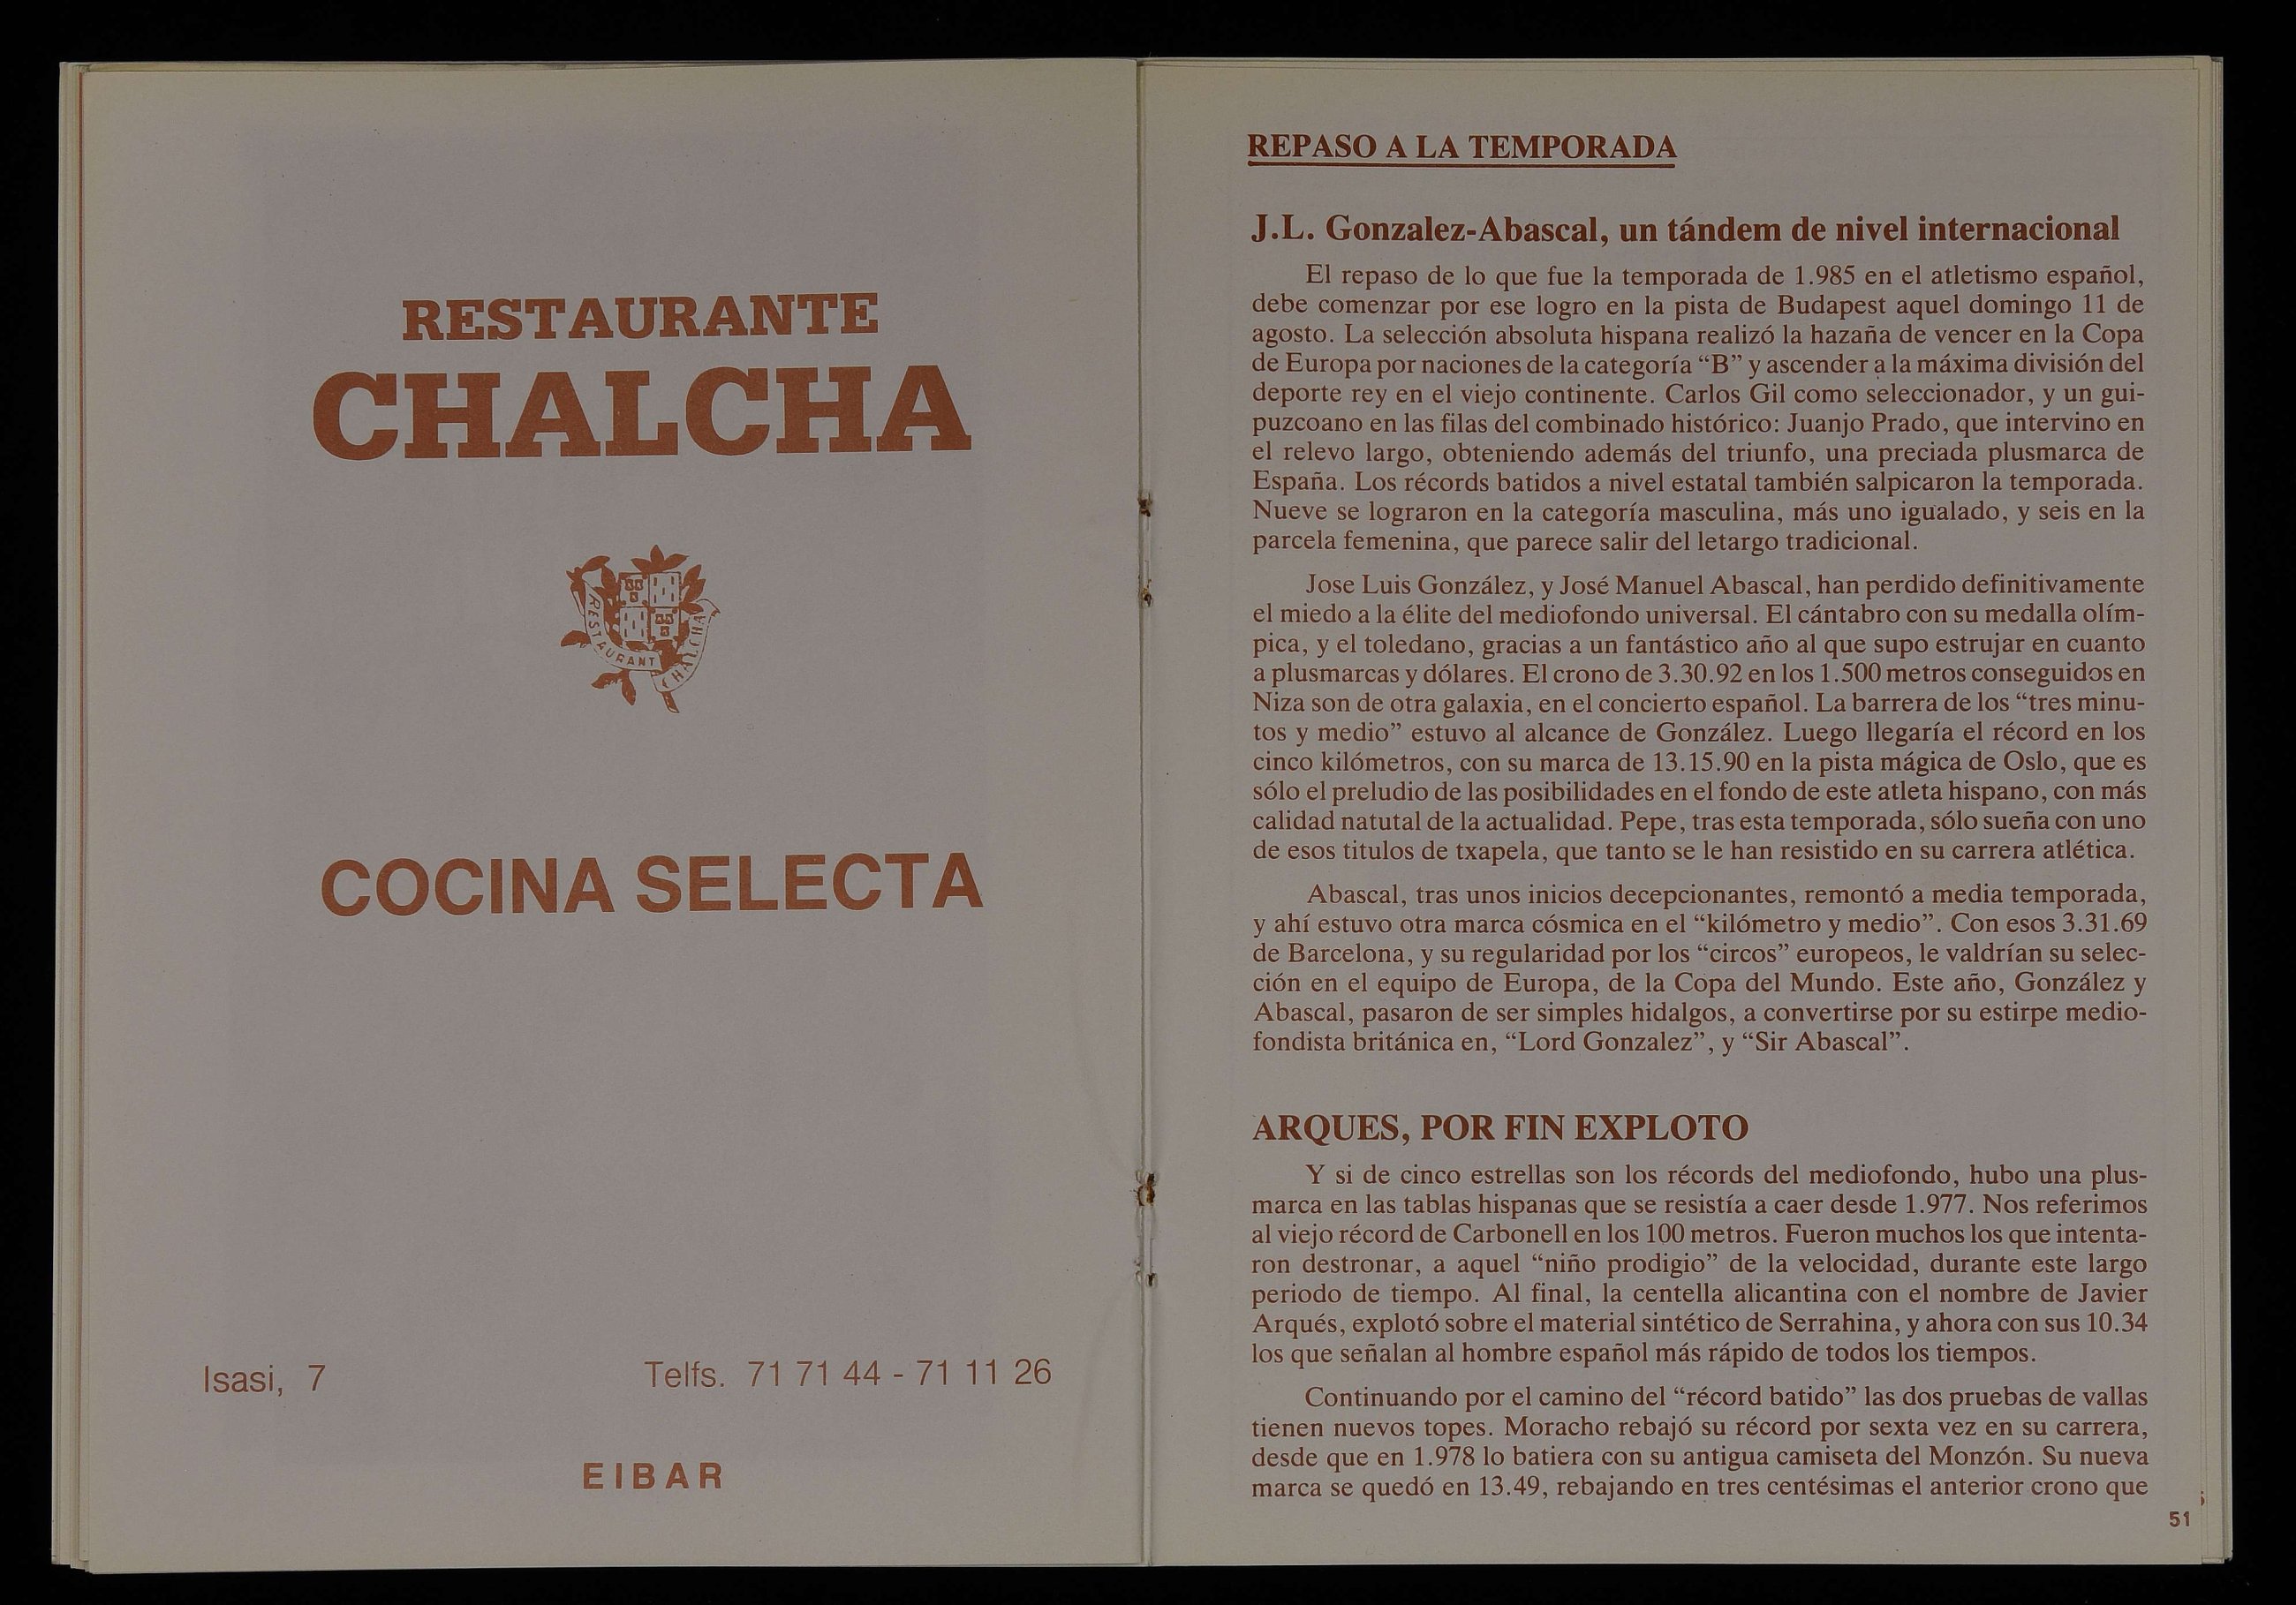 RESTAURANTE
CHALCHA
RESTAURANT CHALCHA
COCINA SELECTA
Isasi, 7
Telfs. 71 71 44 - 71 11 26
EIBAR
REPASO A LA TEMPORADA
J.L. Gonzalez-Abascal, un tándem de nivel internacional
El repaso de lo que fue la temporada de 1.985 en el atletismo español,
debe comenzar por ese logro en la pista de Budapest aquel domingo 11 de
agosto. La selección absoluta hispana realizó la hazaña de vencer en la Copa
de Europa por naciones de la categoría “B” y ascender a la máxima división del
deporte rey en el viejo continente. Carlos Gil como seleccionador, y un gui-
puzcoano en las filas del combinado histórico: Juanjo Prado, que intervino en
el relevo largo, obteniendo además del triunfo, una preciada plusmarca de
España. Los récords batidos a nivel estatal también salpicaron la temporada.
Nueve se lograron en la categoría masculina, más uno igualado, y seis en la
parcela femenina, que parece salir del letargo tradicional.
Jose Luis González, y José Manuel Abascal, han perdido definitivamente
el miedo a la élite del mediofondo universal. El cántabro con su medalla olím-
pica, y el toledano, gracias a un fantástico año al que supo estrujar en cuanto
a plusmarcas y dólares. El crono de 3.30.92 en los 1.500 metros conseguidos en
Niza son de otra galaxia, en el concierto español. La barrera de los “tres minu-
tos y medio” estuvo al alcance de González. Luego llegaría el récord en los
cinco kilómetros, con su marca de 13.15.90 en la pista mágica de Oslo, que es
sólo el preludio de las posibilidades en el fondo de este atleta hispano, con más
calidad natutal de la actualidad. Pepe, tras esta temporada, sólo sueña con uno
de esos titulos de txapela, que tanto se le han resistido en su carrera atlética.
Abascal, tras unos inicios decepcionantes, remontó a media temporada,
y ahí estuvo otra marca cósmica en el “kilómetro y medio”. Con esos 3.31.69
de Barcelona, y su regularidad por los “circos” europeos, le valdrían su selec-
ción en el equipo de Europa, de la Copa del Mundo. Este año, González y
Abascal, pasaron de ser simples hidalgos, a convertirse por su estirpe medio-
fondista británica en, “Lord Gonzalez”, y “Sir Abascal”.
ARQUES, POR FIN EXPLOTO
Y si de cinco estrellas son los récords del mediofondo, hubo una plus-
marca en las tablas hispanas que se resistía a caer desde 1.977. Nos referimos
al viejo récord de Carbonell en los 100 metros. Fueron muchos los que intenta-
ron destronar, a aquel “niño prodigio” de la velocidad, durante este largo
periodo de tiempo. Al final, la centella alicantina con el nombre de Javier
Arqués, explotó sobre el material sintético de Serrahina, y ahora con sus 10.34
los que señalan al hombre español más rápido de todos los tiempos.
Continuando por el camino del “récord batido” las dos pruebas de vallas
tienen nuevos topes. Moracho rebajó su récord por sexta vez en su carrera,
desde que en 1.978 lo batiera con su antigua camiseta del Monzón. Su nueva
marca se quedó en 13.49, rebajando en tres centésimas el anterior crono que
51